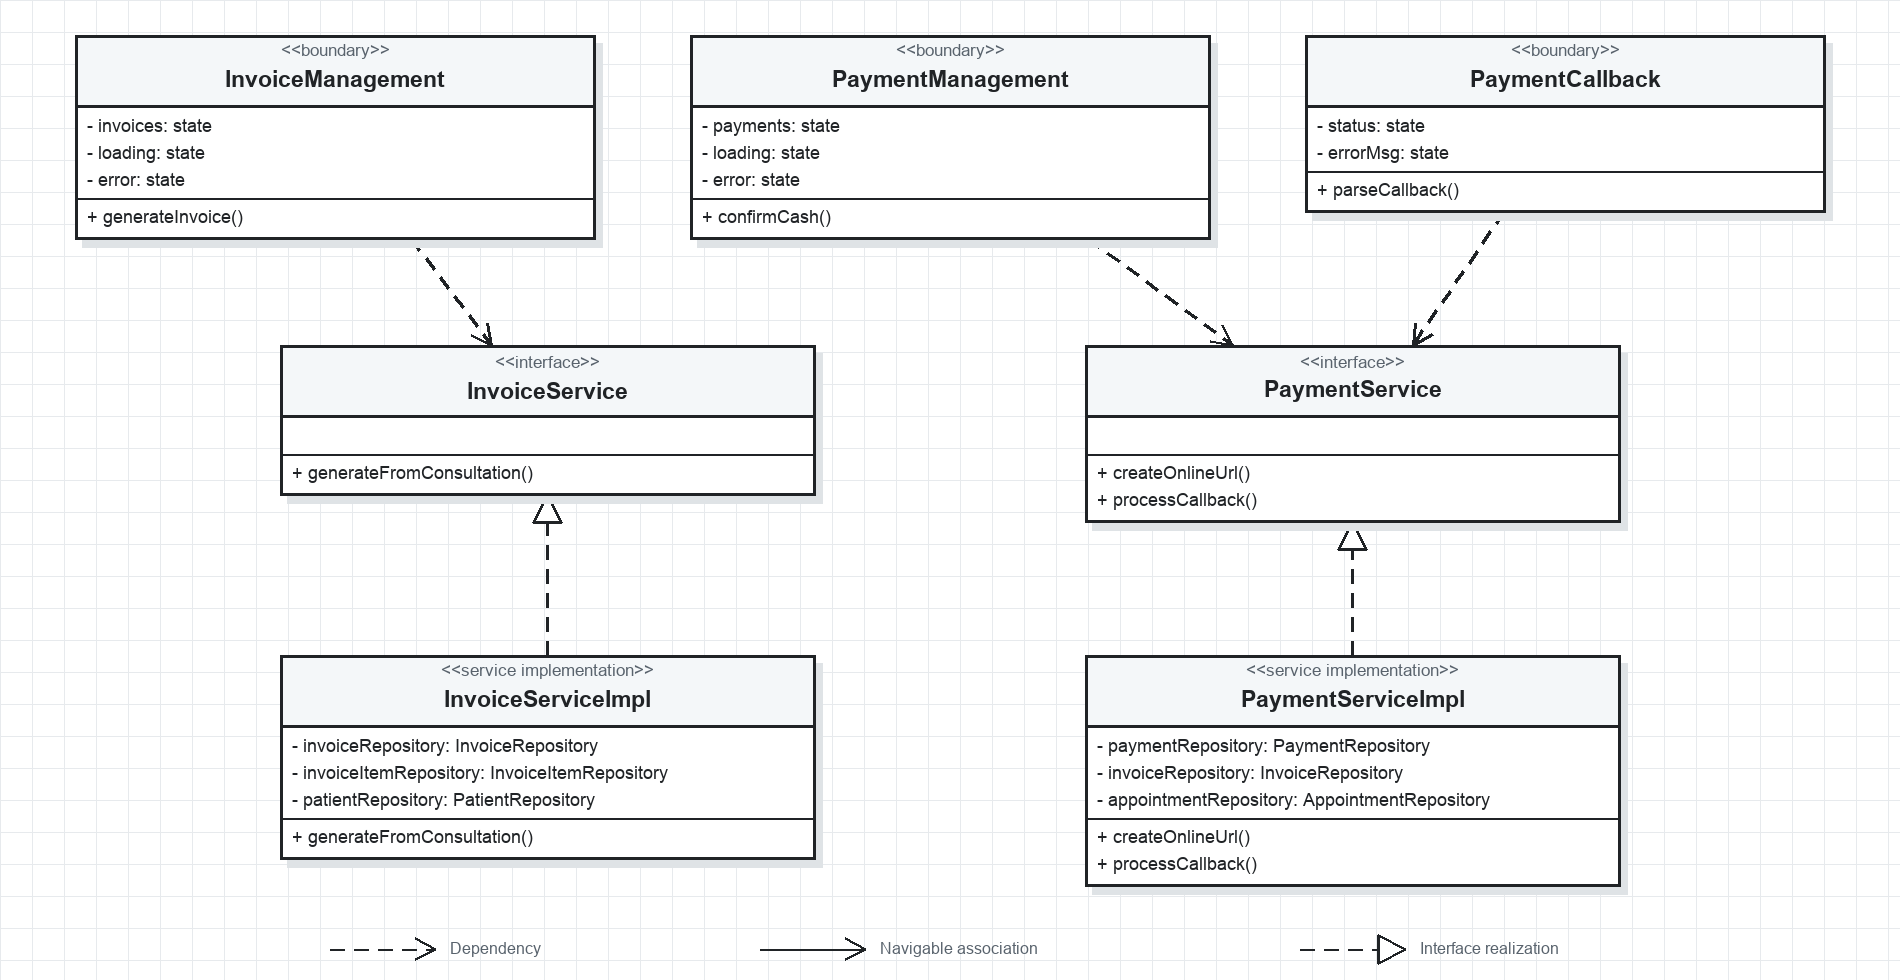 <<boundary>>
InvoiceManagement
- invoices: state
- loading: state
- error: state
+ generateInvoice()
<<boundary>>
PaymentManagement
- payments: state
- loading: state
- error: state
+ confirmCash()
<<boundary>>
PaymentCallback
- status: state
- errorMsg: state
+ parseCallback()
<<interface>>
InvoiceService
+ generateFromConsultation()
<<interface>>
PaymentService
+ createOnlineUrl()
+ processCallback()
<<service implementation>>
InvoiceServiceImpl
- invoiceRepository: InvoiceRepository
- invoiceItemRepository: InvoiceItemRepository
- patientRepository: PatientRepository
+ generateFromConsultation()
<<service implementation>>
PaymentServiceImpl
- paymentRepository: PaymentRepository
- invoiceRepository: InvoiceRepository
- appointmentRepository: AppointmentRepository
+ createOnlineUrl()
+ processCallback()
Dependency
Navigable association
Interface realization